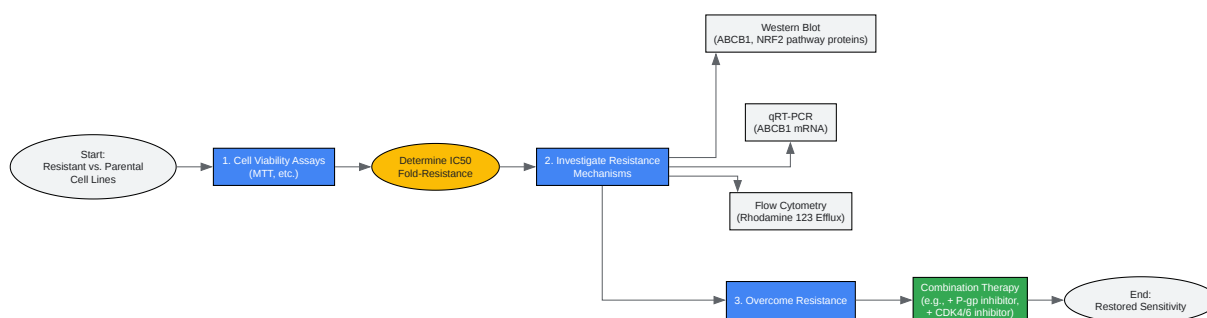 Western Blot
(ABCB1, NRF2 pathway proteins)
qRT-PCR
(ABCB1 mRNA)
Start:
Resistant vs. Parental
Cell Lines
1. Cell Viability Assays
(MTT, etc.)
Determine IC50
Fold-Resistance
2. Investigate Resistance
Mechanisms
Flow Cytometry
(Rhodamine 123 Efflux)
3. Overcome Resistance
Combination Therapy
(e.g., + P-gp inhibitor,
+ CDK4/6 inhibitor)
End:
Restored Sensitivity